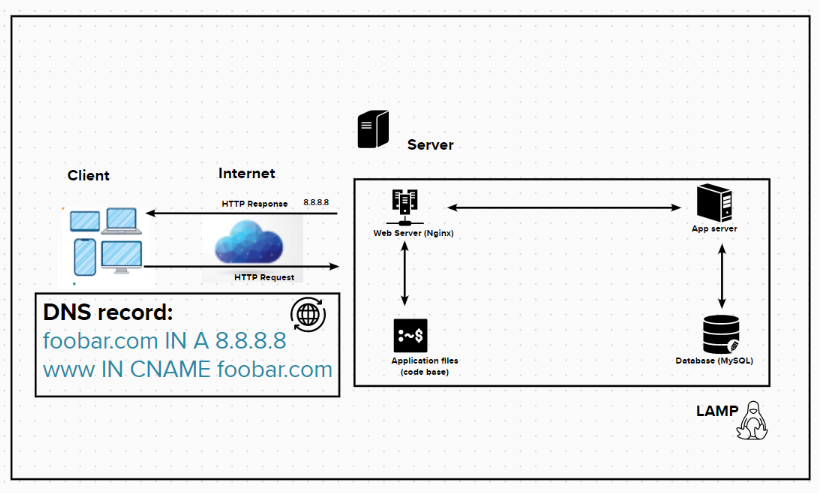 Server
Client
Internet
HTTP Response 8.8.8.8
Web Server (Nginx)
App server
HTTP Request
DNS record:
foobar.com IN A 8.8.8.8
www IN CNAME foobar.com
:~$
Application files
(code base)
Database (MySQL)
LAMP